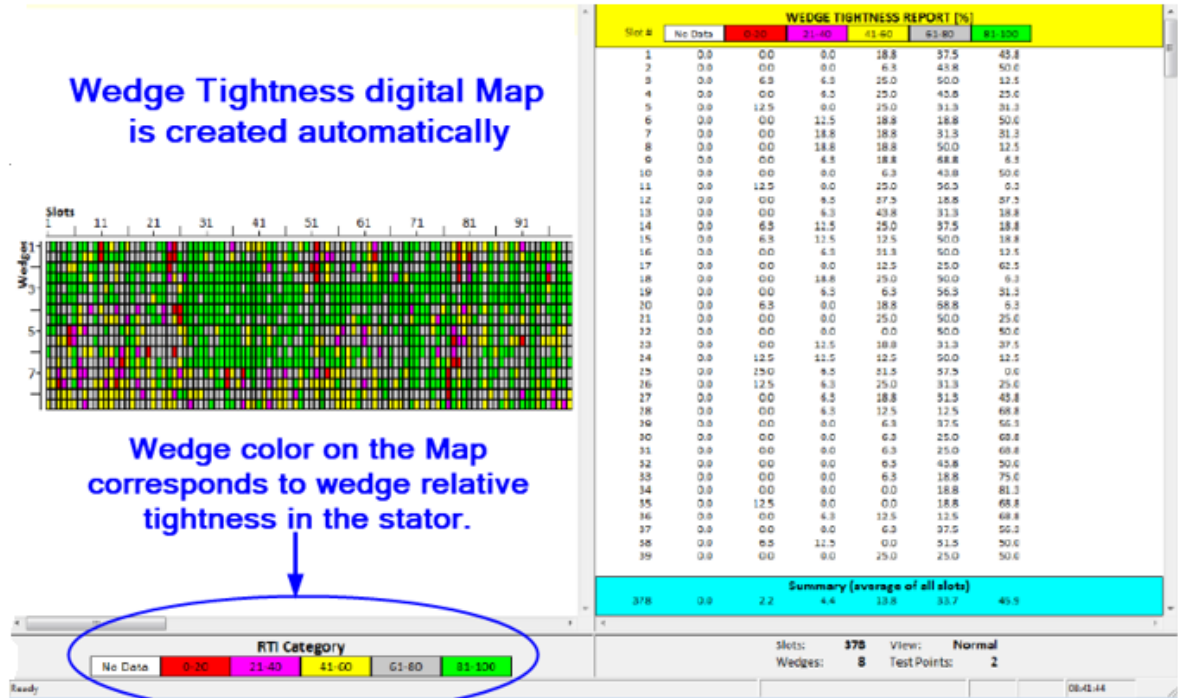 Wedge Tightness digital Map
is created automatically
Slots
1 11 21 31 41 51 61 71 81 91
Wedges
1
3
5
7
Wedge color on the Map
corresponds to wedge relative
tightness in the stator.
RTI Category
No Data 0-20 21-40 41-60 61-80 81-100
Ready
WEDGE TIGHTNESS REPORT [%]
Slot # No Data 0-20 21-40 41-60 61-80 81-100
1 0.0 0.0 0.0 18.8 37.5 43.8
2 0.0 0.0 0.0 6.3 43.8 50.0
3 0.0 6.3 6.3 25.0 50.0 12.5
4 0.0 0.0 6.3 25.0 43.8 25.0
5 0.0 12.5 0.0 25.0 31.3 31.3
6 0.0 0.0 12.5 18.8 18.8 50.0
7 0.0 0.0 18.8 18.8 31.3 31.3
8 0.0 0.0 18.8 18.8 50.0 12.5
9 0.0 0.0 6.3 18.8 68.8 6.3
10 0.0 0.0 0.0 6.3 43.8 50.0
11 0.0 12.5 0.0 25.0 56.3 6.3
12 0.0 0.0 6.3 37.5 18.8 37.5
13 0.0 0.0 6.3 43.8 31.3 18.8
14 0.0 6.3 12.5 25.0 37.5 18.8
15 0.0 6.3 12.5 12.5 50.0 18.8
16 0.0 0.0 6.3 31.3 50.0 12.5
17 0.0 0.0 0.0 12.5 25.0 62.5
18 0.0 0.0 18.8 25.0 50.0 6.3
19 0.0 0.0 6.3 6.3 56.3 31.3
20 0.0 6.3 0.0 18.8 68.8 6.3
21 0.0 0.0 0.0 25.0 50.0 25.0
22 0.0 0.0 0.0 0.0 50.0 50.0
23 0.0 0.0 12.5 18.8 31.3 37.5
24 0.0 12.5 12.5 12.5 50.0 12.5
25 0.0 25.0 6.3 31.3 37.5 0.0
26 0.0 12.5 6.3 25.0 31.3 25.0
27 0.0 0.0 6.3 18.8 31.3 43.8
28 0.0 0.0 6.3 12.5 12.5 68.8
29 0.0 0.0 0.0 6.3 37.5 56.3
30 0.0 0.0 0.0 6.3 25.0 68.8
31 0.0 0.0 0.0 6.3 25.0 68.8
32 0.0 0.0 0.0 6.3 43.8 50.0
33 0.0 0.0 0.0 6.3 18.8 75.0
34 0.0 0.0 0.0 0.0 18.8 81.3
35 0.0 12.5 0.0 0.0 18.8 68.8
36 0.0 0.0 6.3 12.5 12.5 68.8
37 0.0 0.0 0.0 6.3 37.5 56.3
38 0.0 6.3 12.5 0.0 31.3 50.0
39 0.0 0.0 0.0 25.0 25.0 50.0
Summary (average of all slots)
378 0.0 2.2 4.4 13.8 33.7 45.9
Slots: 378 View: Normal
Wedges: 8 Test Points: 2
08:41:44